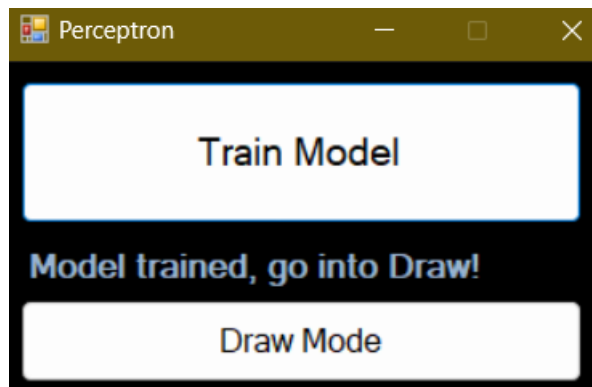 Perceptron
Train Model
Model trained, go into Draw!
Draw Mode